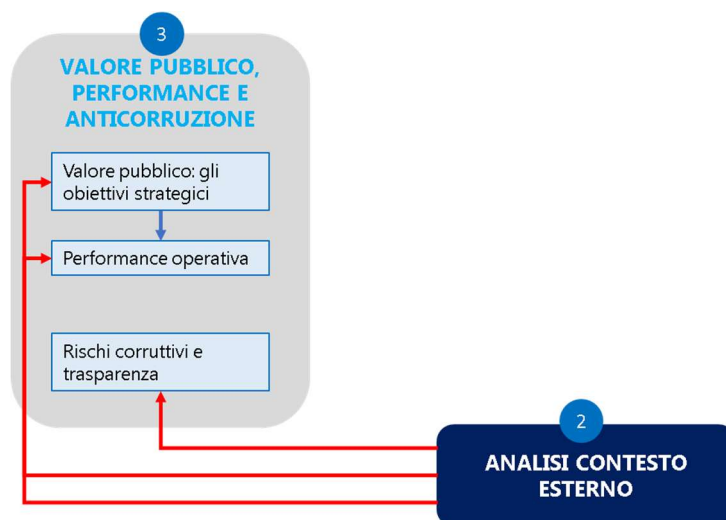 3
VALORE PUBBLICO,
PERFORMANCE E
ANTICORRUZIONE
Valore pubblico: gli
obiettivi strategici
Performance operativa
Rischi corruttivi e
trasparenza
2
ANALISI CONTESTO
ESTERNO